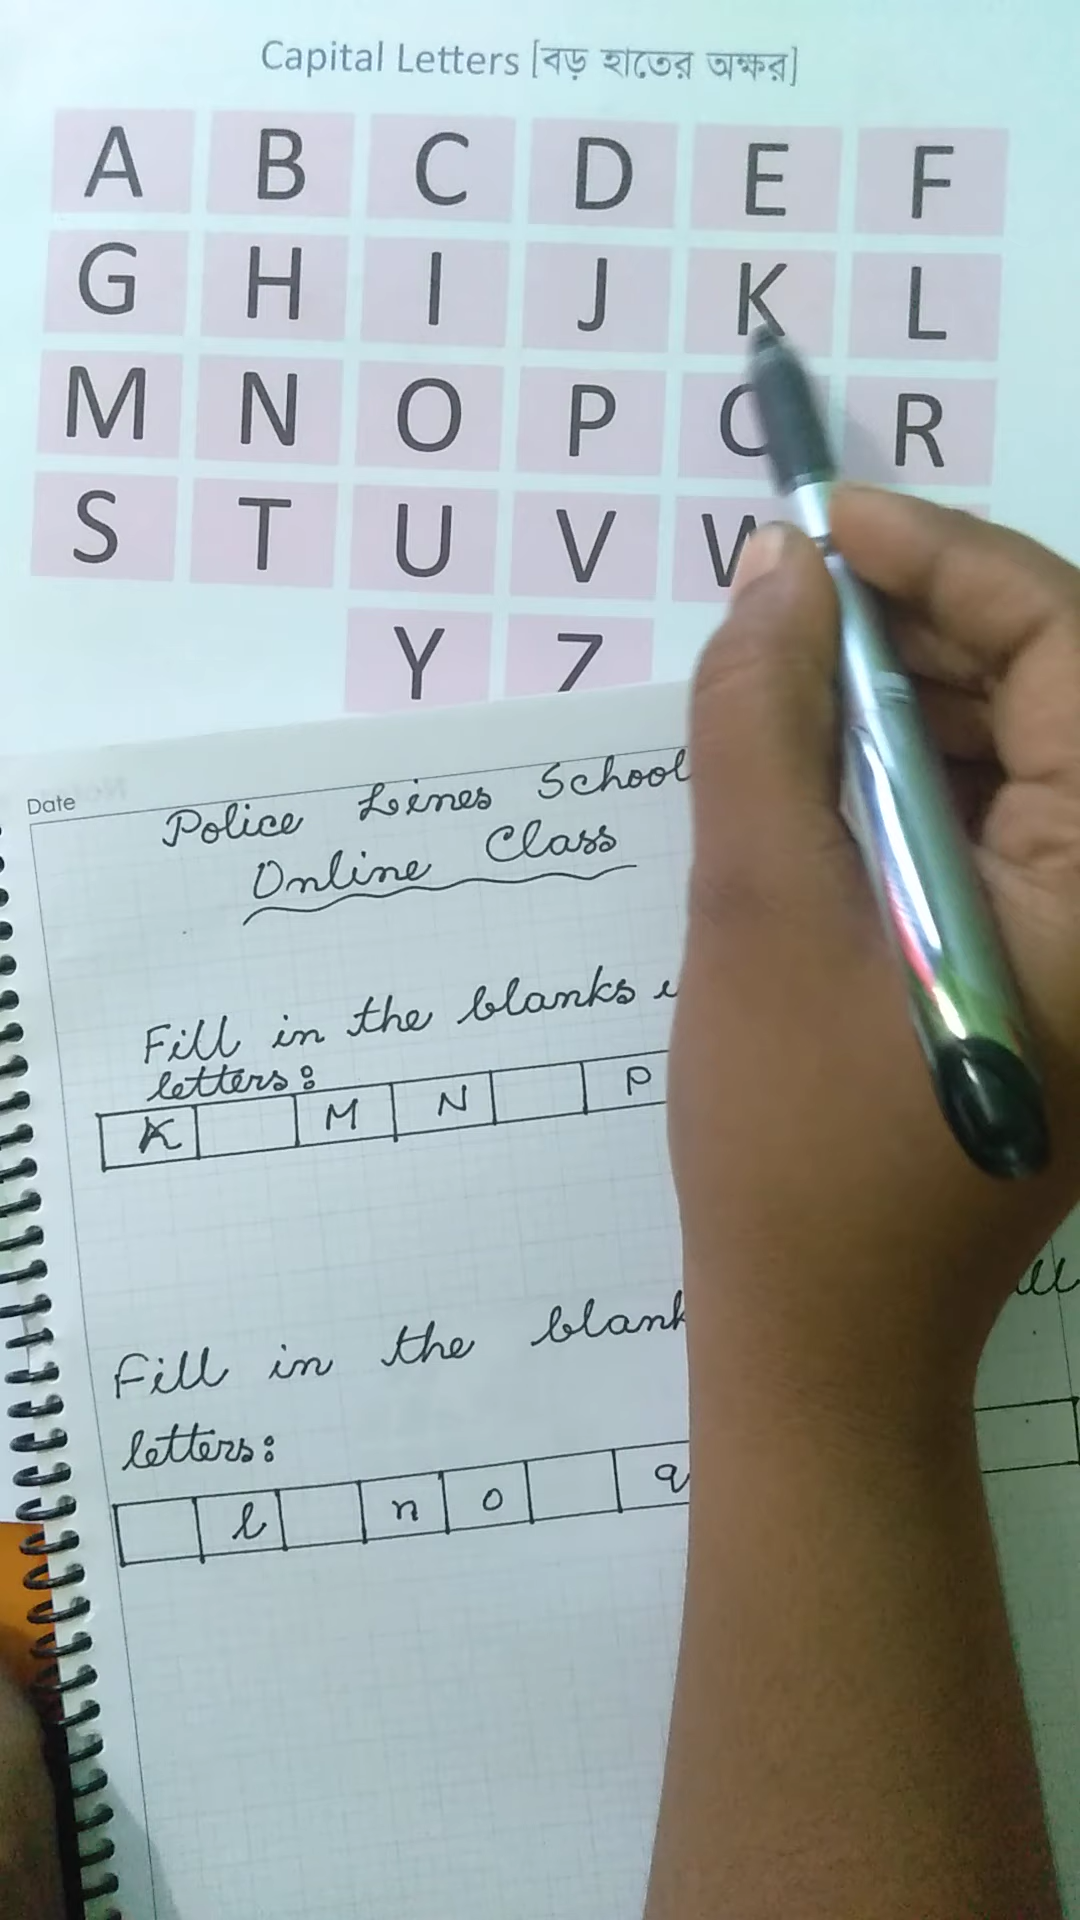 Capital Letters [বড় হাতের অক্ষর]
A B C D E F
G H I J K L
M N O P R
S T U V
Y Z
Date
Police Lines School
Online Class
Fill in the blanks
letters:
K M N P
Fill in the
letters:
l n o q